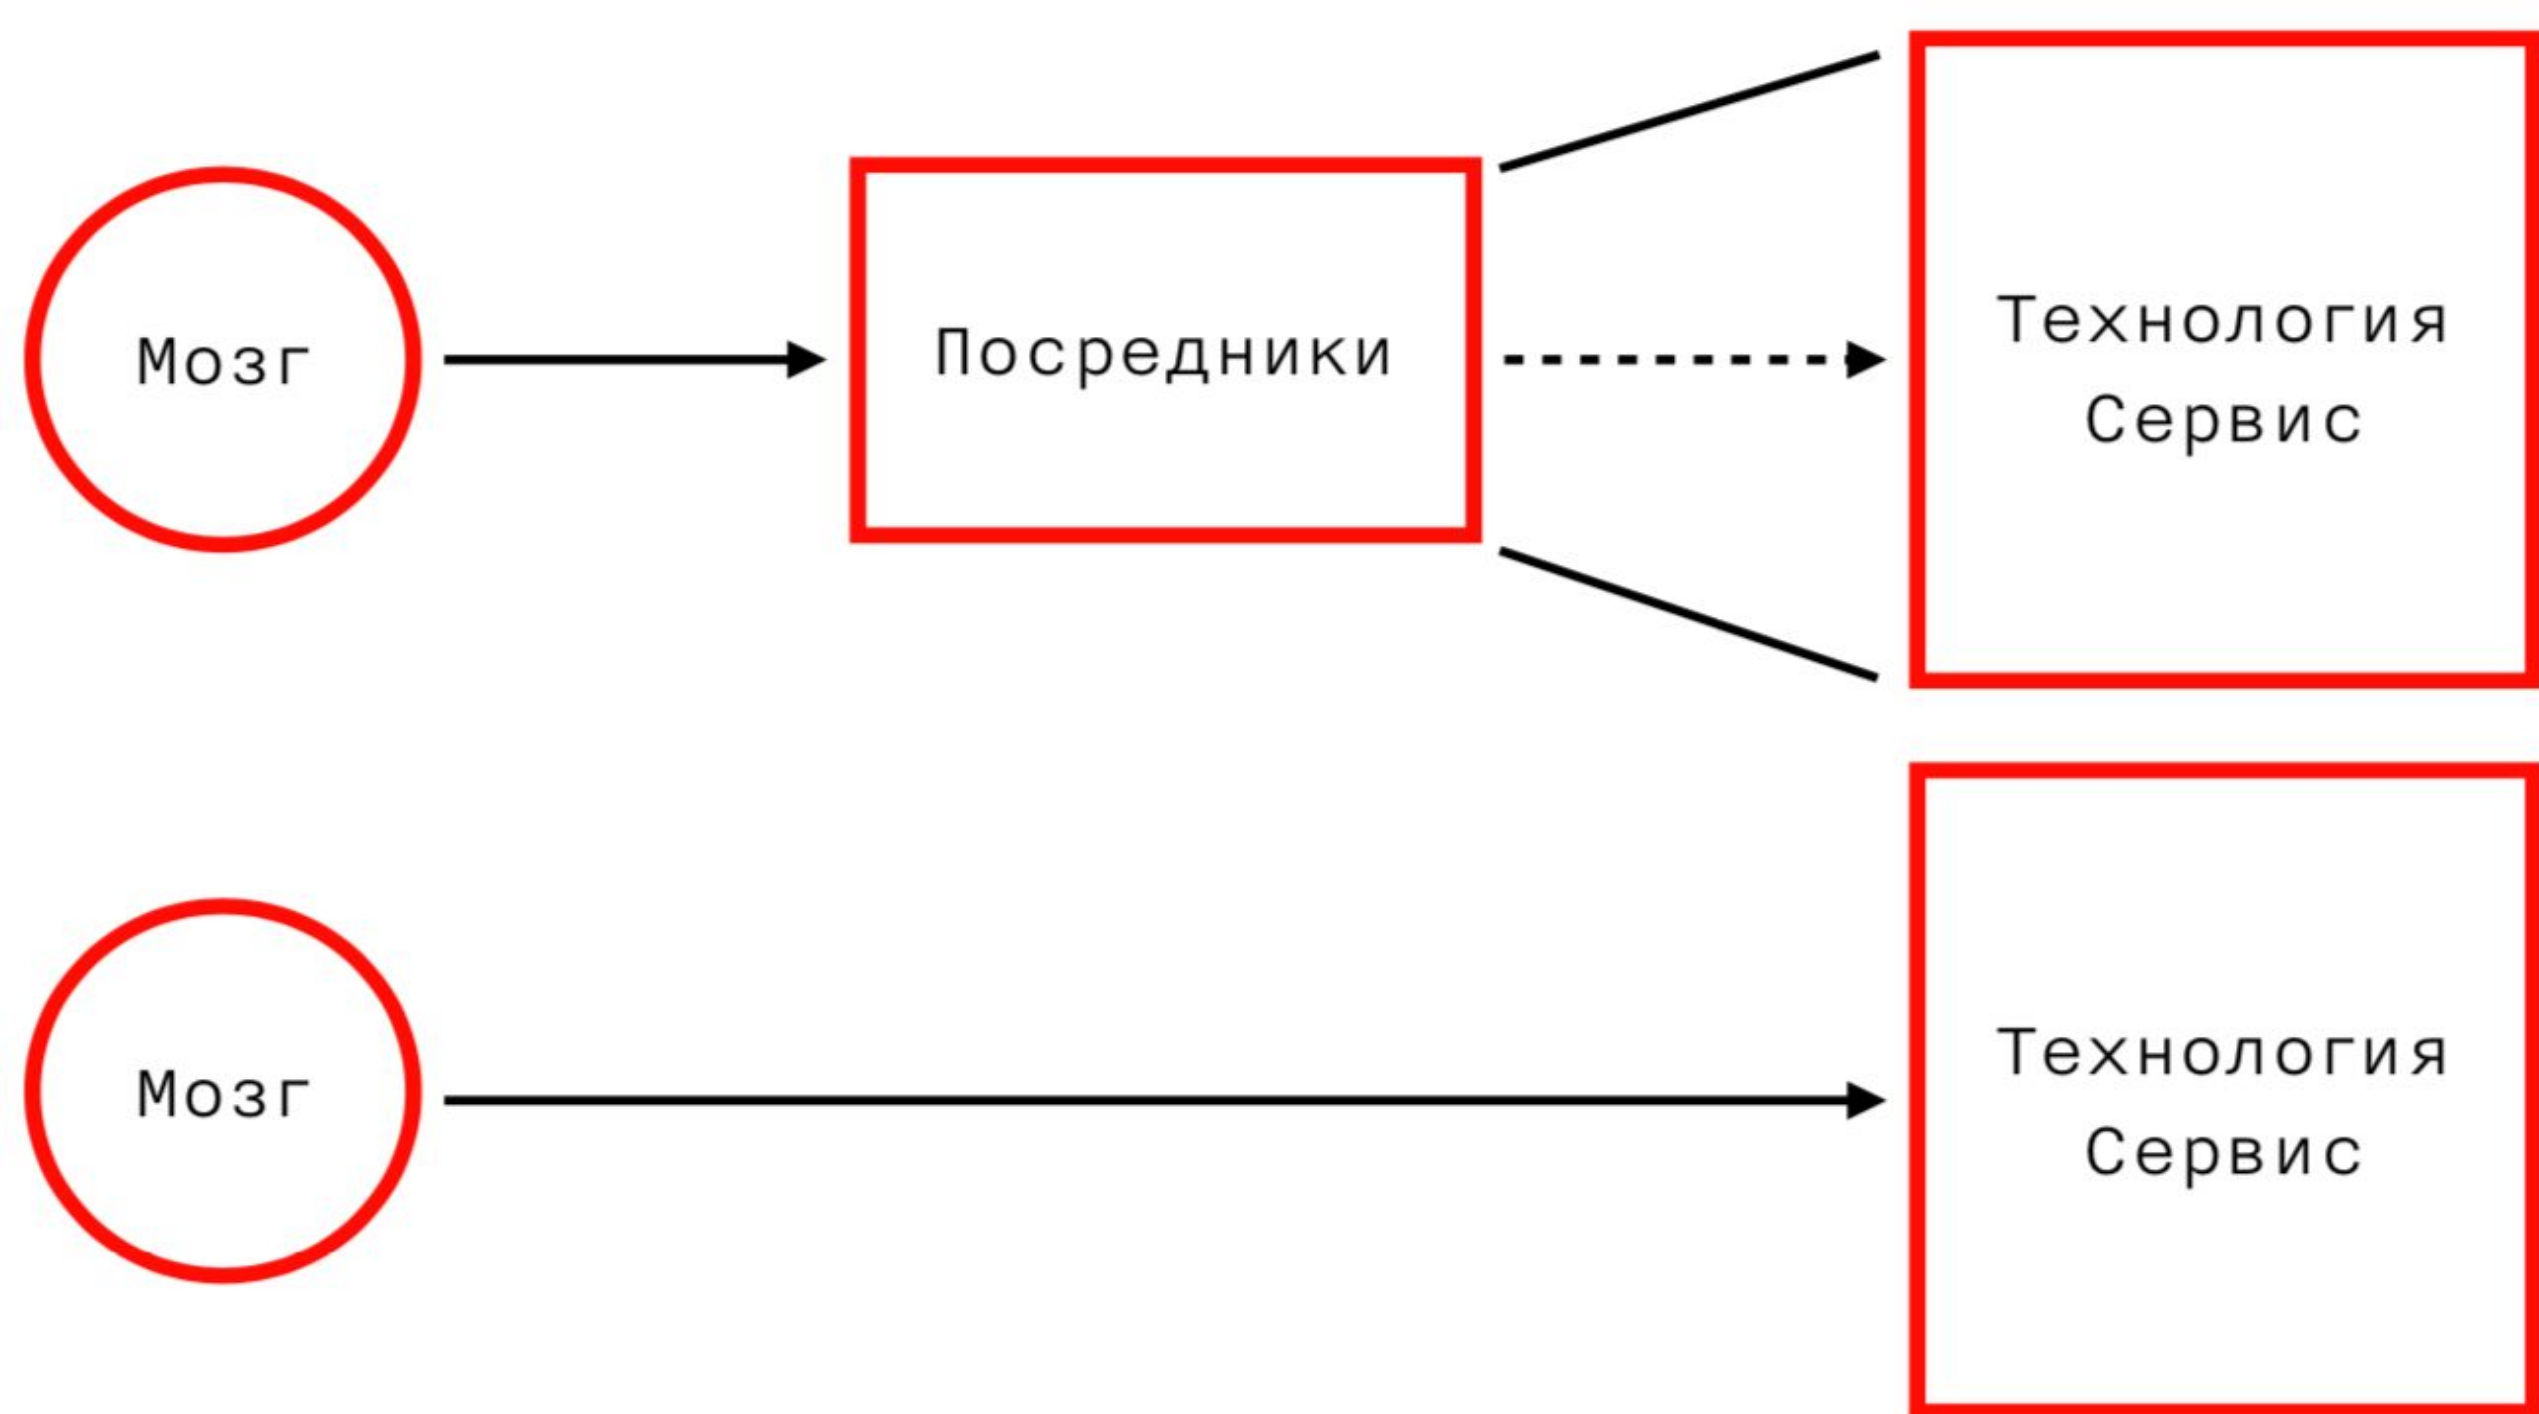 Мозг
Посредники
Технология
Сервис
Мозг
Технология
Сервис